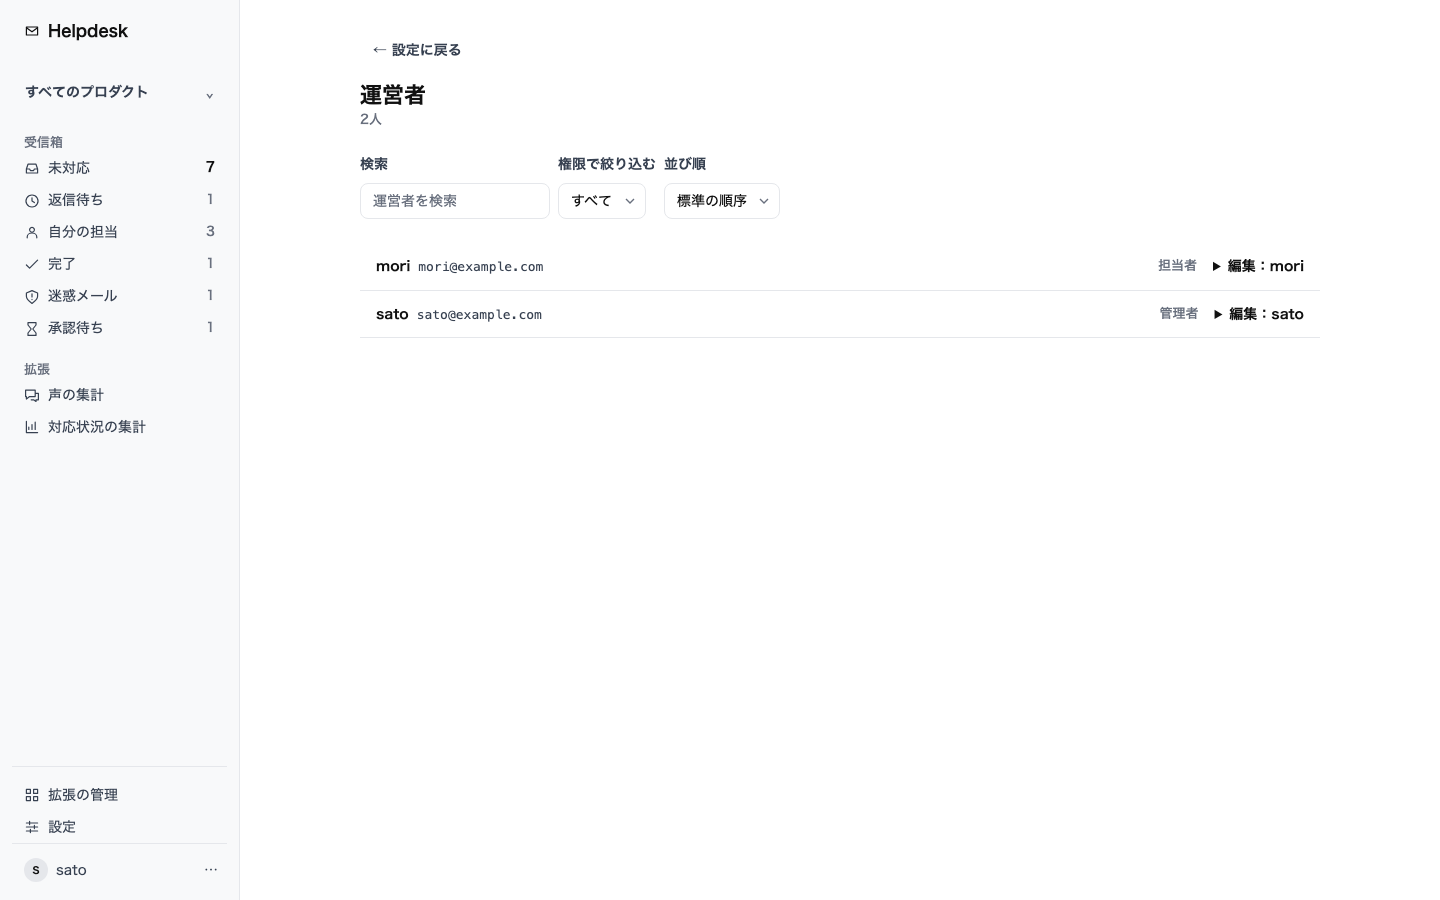 Helpdesk
すべてのプロダクト
受信箱
未対応 7
返信待ち 1
自分の担当 3
完了 1
迷惑メール 1
承認待ち 1
拡張
声の集計
対応状況の集計
拡張の管理
設定
S sato ...
← 設定に戻る
運営者
2人
検索 権限で絞り込む 並び順
運営者を検索 すべて 標準の順序
mori mori@example.com 担当者 ▶ 編集：mori
sato sato@example.com 管理者 ▶ 編集：sato